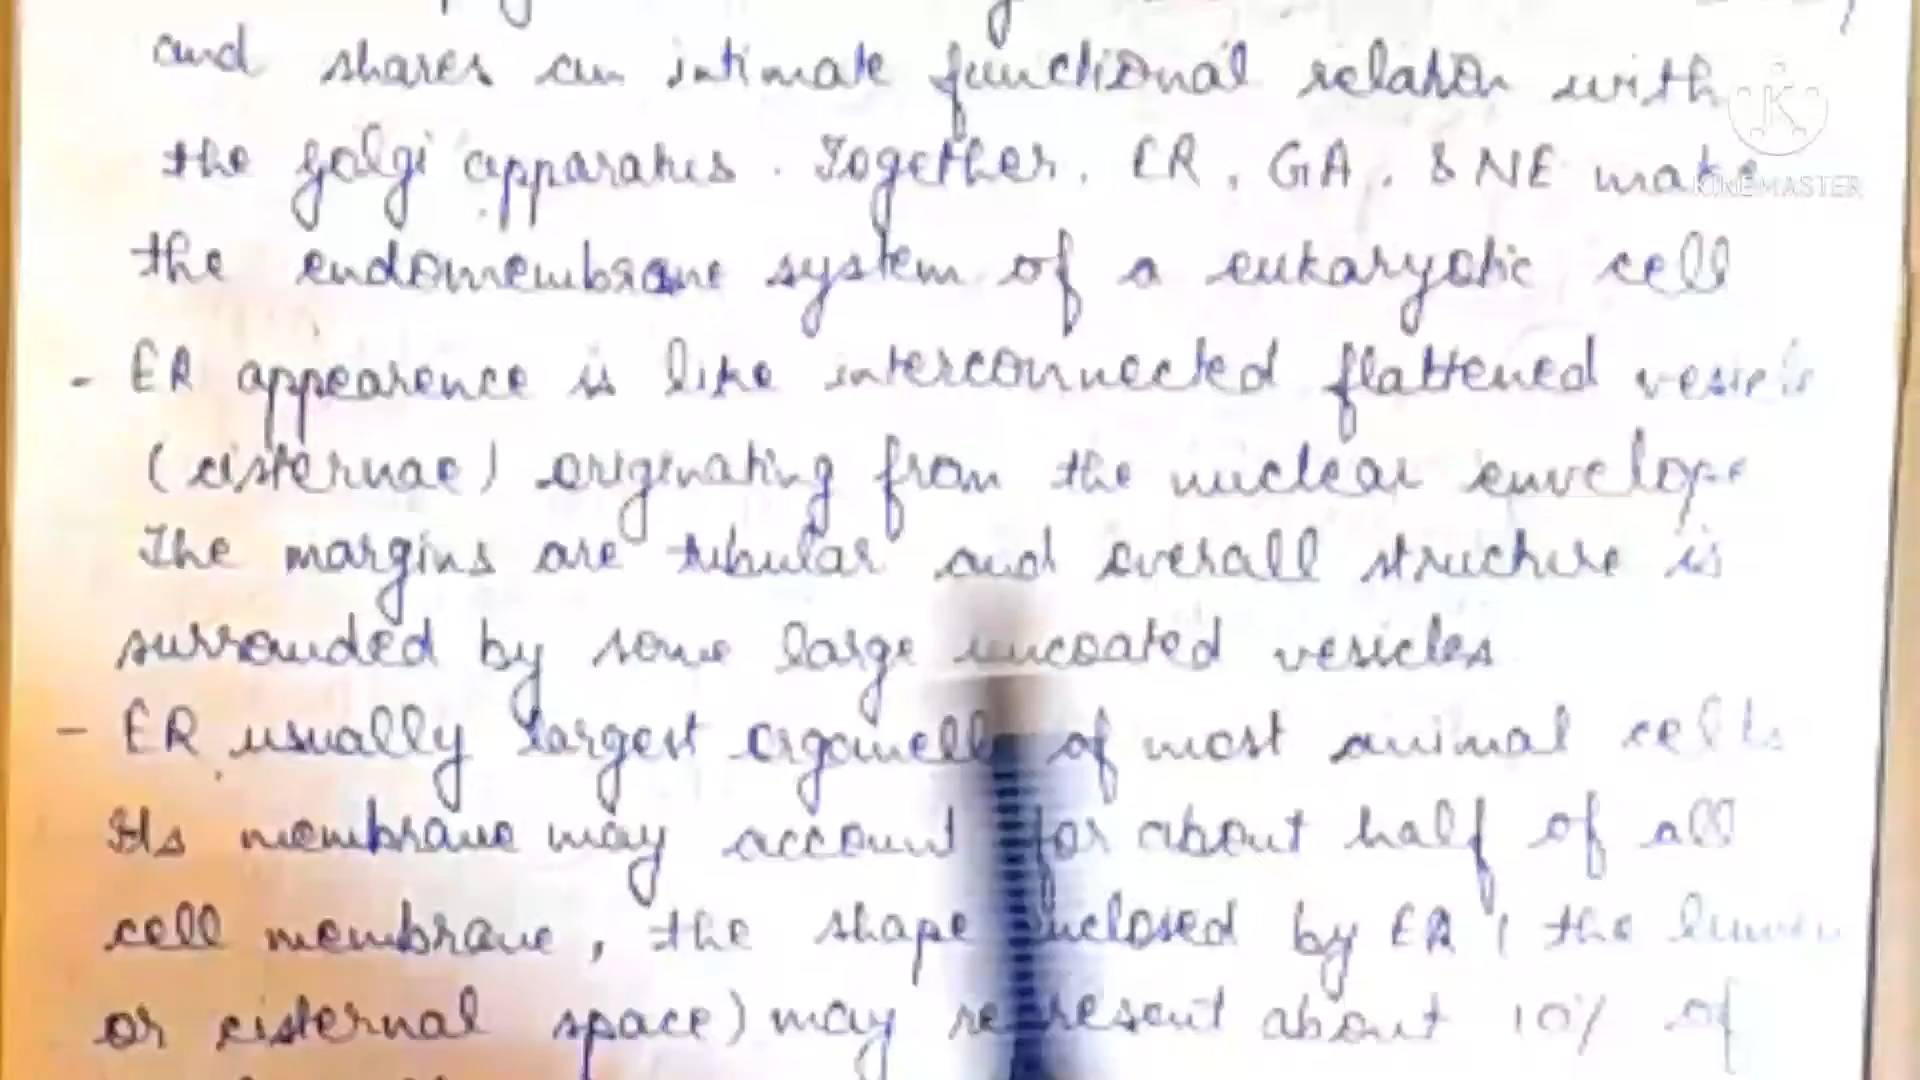 and shares an intimate functional relation with
the golgi apparatus. Together, ER, GA, & NE make
the endomembrane system of a eukaryotic cell
- ER appearence is like interconnected flattened
(cisternae) originating from the nuclear envelope
The margins are tubular and overall structure is
surrounded by some large uncoated vesicles
- ER usually largest organelle of most animal cells
Its membrane may account for about half of all
cell membrane, the shape enclosed by ER ( the lumen
or cisternal space) may represent about 10% of
KINEMASTER